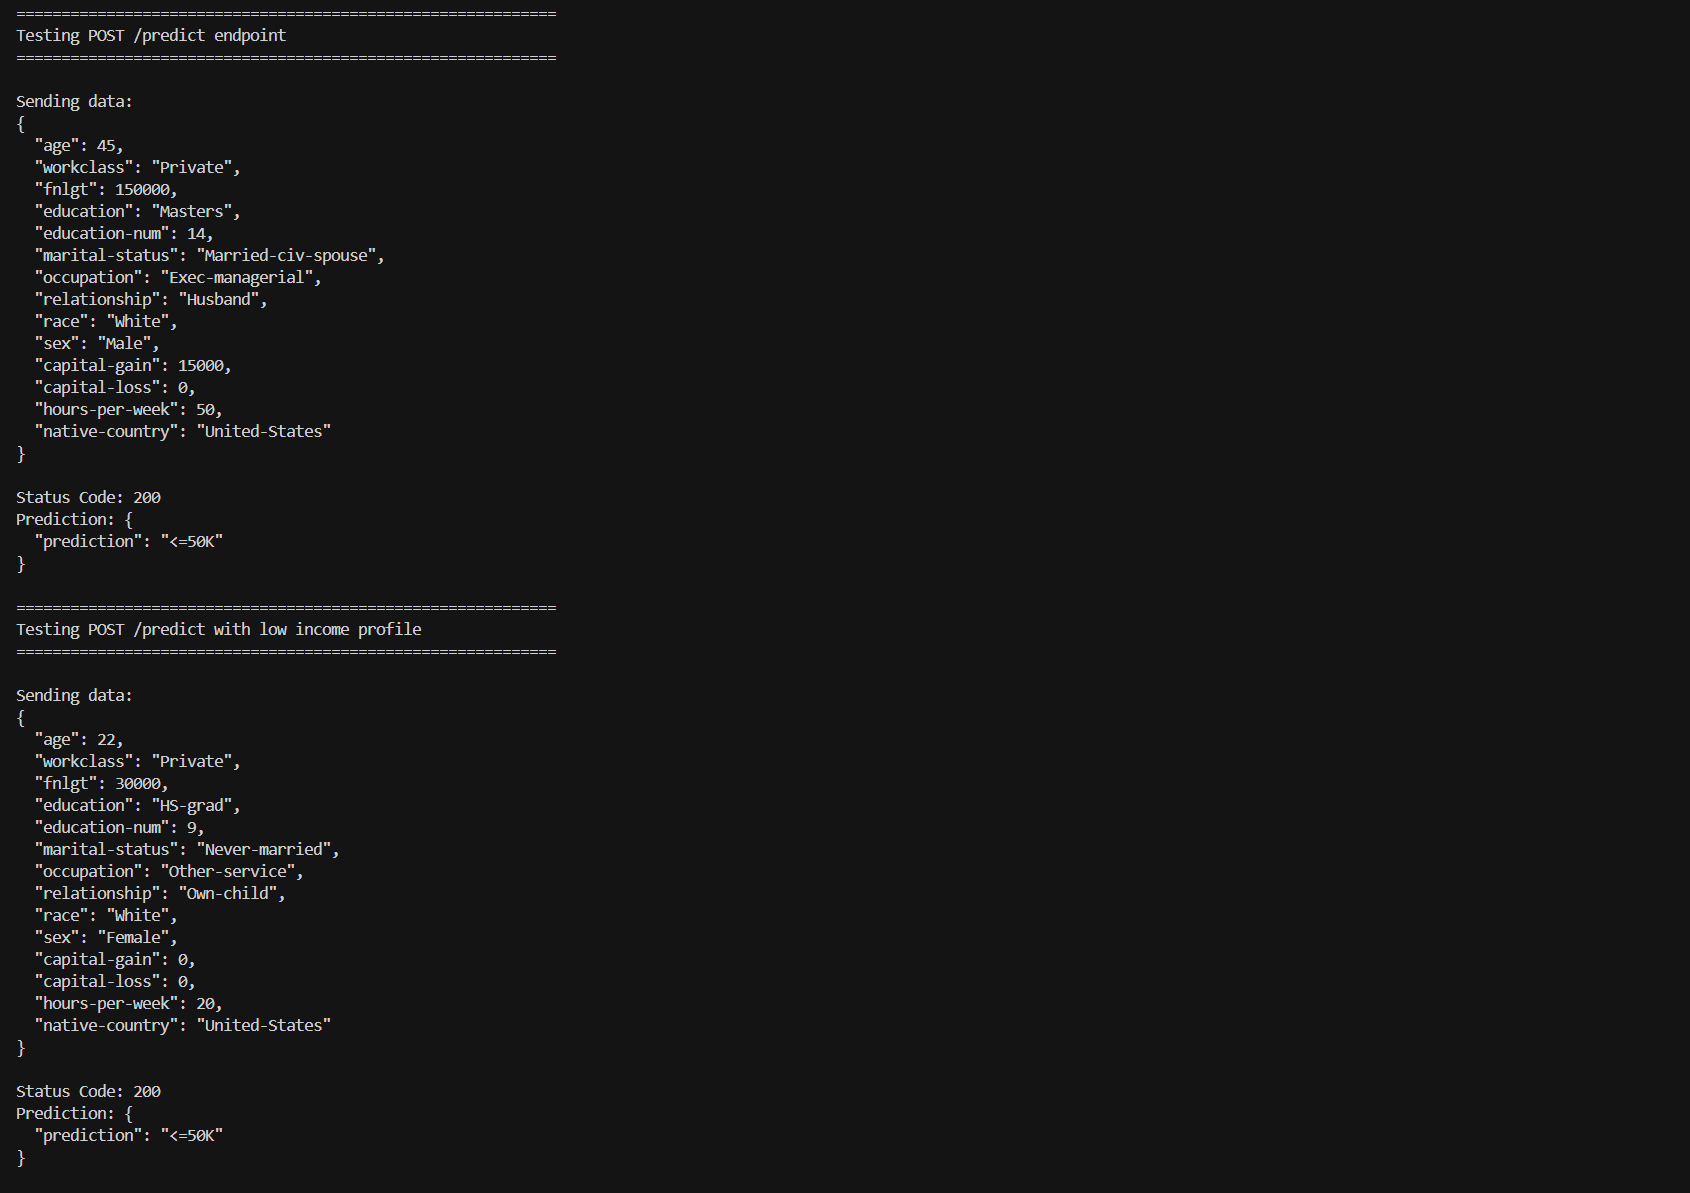 ============================================================
Testing POST /predict endpoint
============================================================
Sending data:
{
  "age": 45,
  "workclass": "Private",
  "fnlgt": 150000,
  "education": "Masters",
  "education-num": 14,
  "marital-status": "Married-civ-spouse",
  "occupation": "Exec-managerial",
  "relationship": "Husband",
  "race": "White",
  "sex": "Male",
  "capital-gain": 15000,
  "capital-loss": 0,
  "hours-per-week": 50,
  "native-country": "United-States"
}
Status Code: 200
Prediction: {
  "prediction": "<=50K"
}
============================================================
Testing POST /predict with low income profile
============================================================
Sending data:
{
  "age": 22,
  "workclass": "Private",
  "fnlgt": 30000,
  "education": "HS-grad",
  "education-num": 9,
  "marital-status": "Never-married",
  "occupation": "Other-service",
  "relationship": "Own-child",
  "race": "White",
  "sex": "Female",
  "capital-gain": 0,
  "capital-loss": 0,
  "hours-per-week": 20,
  "native-country": "United-States"
}
Status Code: 200
Prediction: {
  "prediction": "<=50K"
}